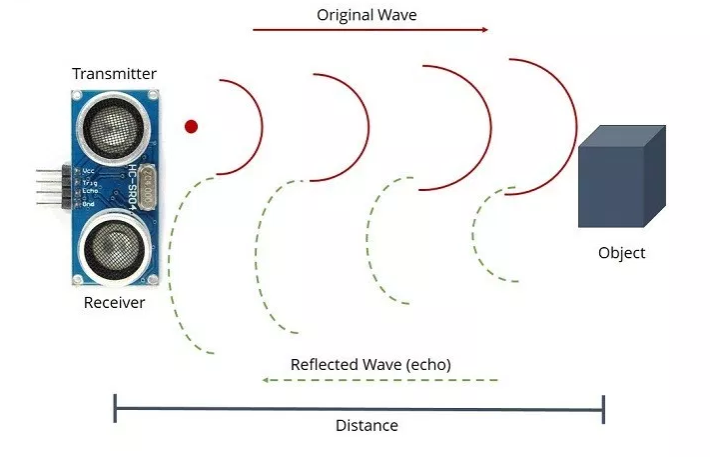 Original Wave
Transmitter
Vcc
Trig
Echo
Gnd
HC-SR04
Receiver
Object
Reflected Wave (echo)
Distance